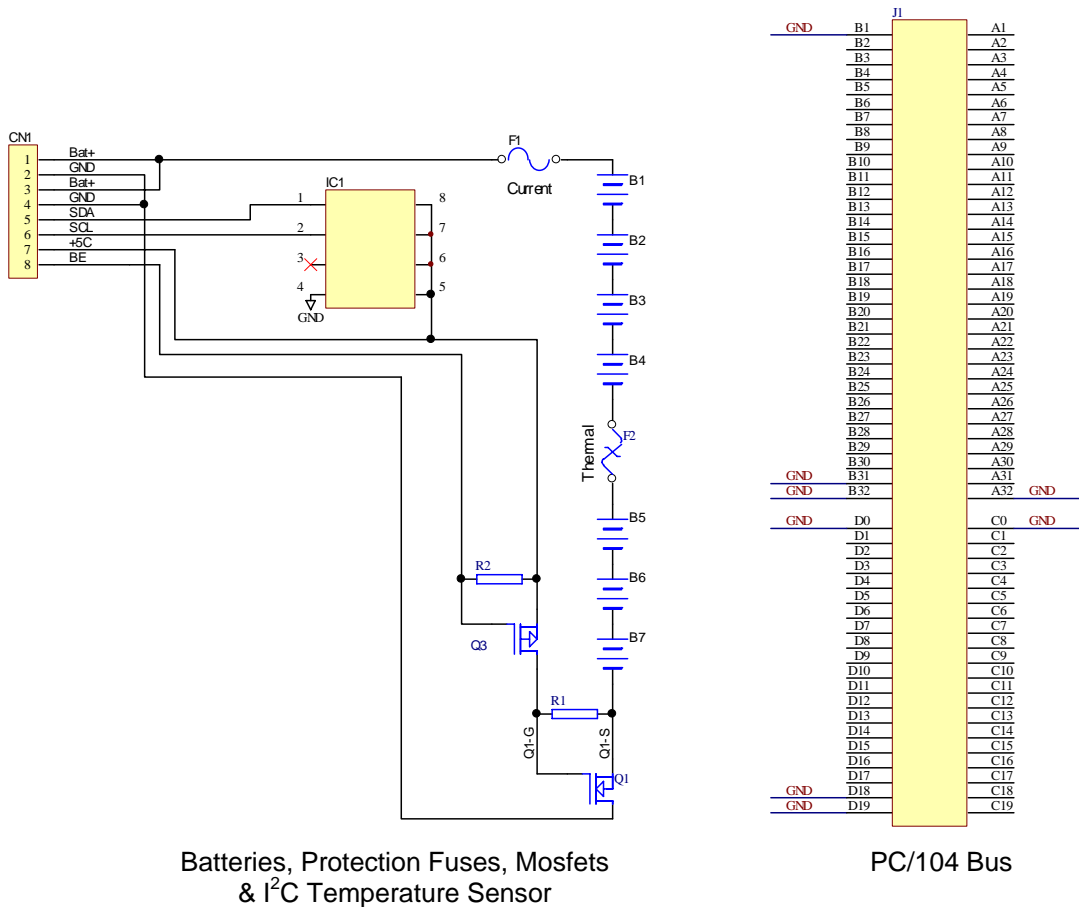 CN1
1 Bat+
2 GND
3 Bat+
4 GND
5 SDA
6 SCL
7 +5C
8 BE
IC1
1 8
2 7
3 6
4 5
GND
F1
Current
B1
B2
B3
B4
Thermal
F2
B5
B6
B7
R2
Q3
R1
Q1-G
Q1-S
Q1
Batteries, Protection Fuses, Mosfets
& I²C Temperature Sensor
J1
GND B1 A1
B2 A2
B3 A3
B4 A4
B5 A5
B6 A6
B7 A7
B8 A8
B9 A9
B10 A10
B11 A11
B12 A12
B13 A13
B14 A14
B15 A15
B16 A16
B17 A17
B18 A18
B19 A19
B20 A20
B21 A21
B22 A22
B23 A23
B24 A24
B25 A25
B26 A26
B27 A27
B28 A28
B29 A29
B30 A30
GND B31 A31
GND B32 A32 GND
GND D0 C0 GND
D1 C1
D2 C2
D3 C3
D4 C4
D5 C5
D6 C6
D7 C7
D8 C8
D9 C9
D10 C10
D11 C11
D12 C12
D13 C13
D14 C14
D15 C15
D16 C16
D17 C17
GND D18 C18
GND D19 C19
PC/104 Bus